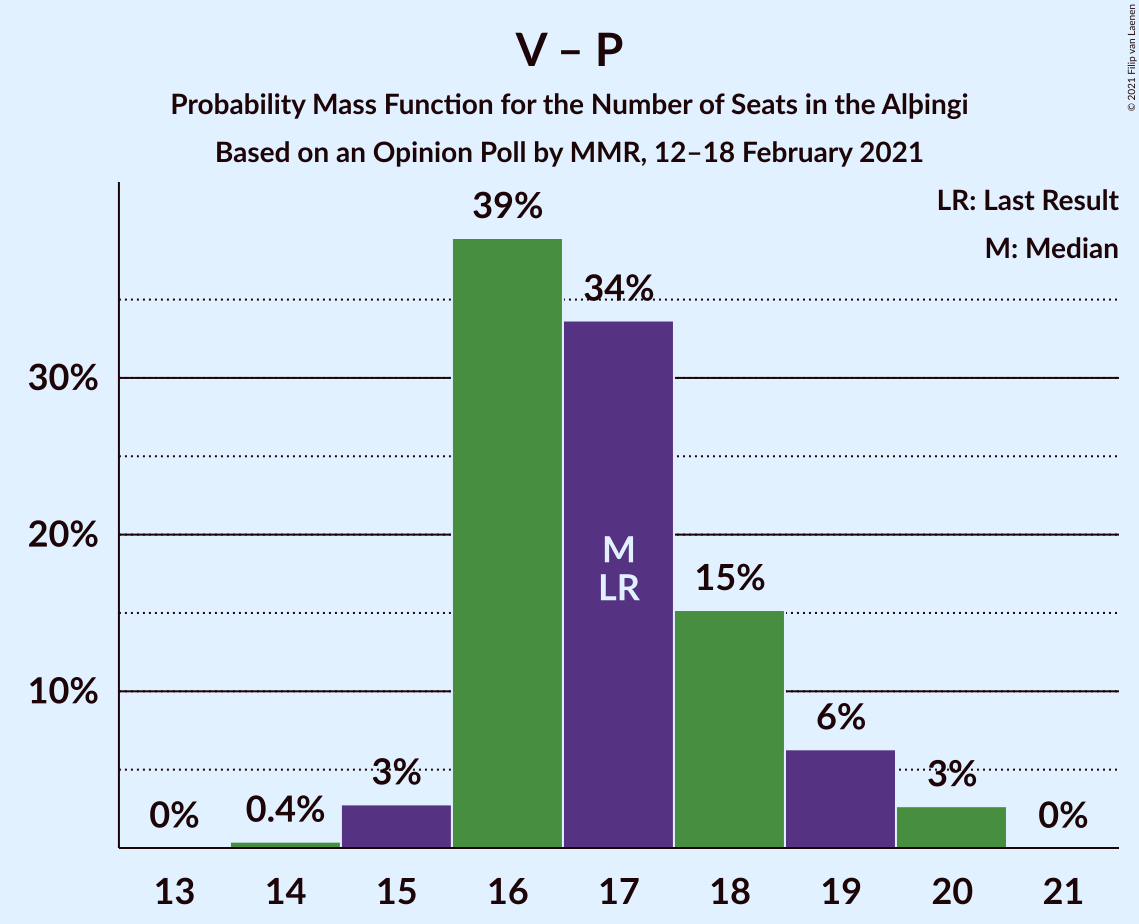 V – P
Probability Mass Function for the Number of Seats in the Alþingi
Based on an Opinion Poll by MMR, 12–18 February 2021
© 2021 Filip van Laenen
LR: Last Result
M: Median
39%
34%
30%
20%
M
LR
15%
10%
6%
3%
3%
0%
0.4%
0%
13 14 15 16 17 18 19 20 21